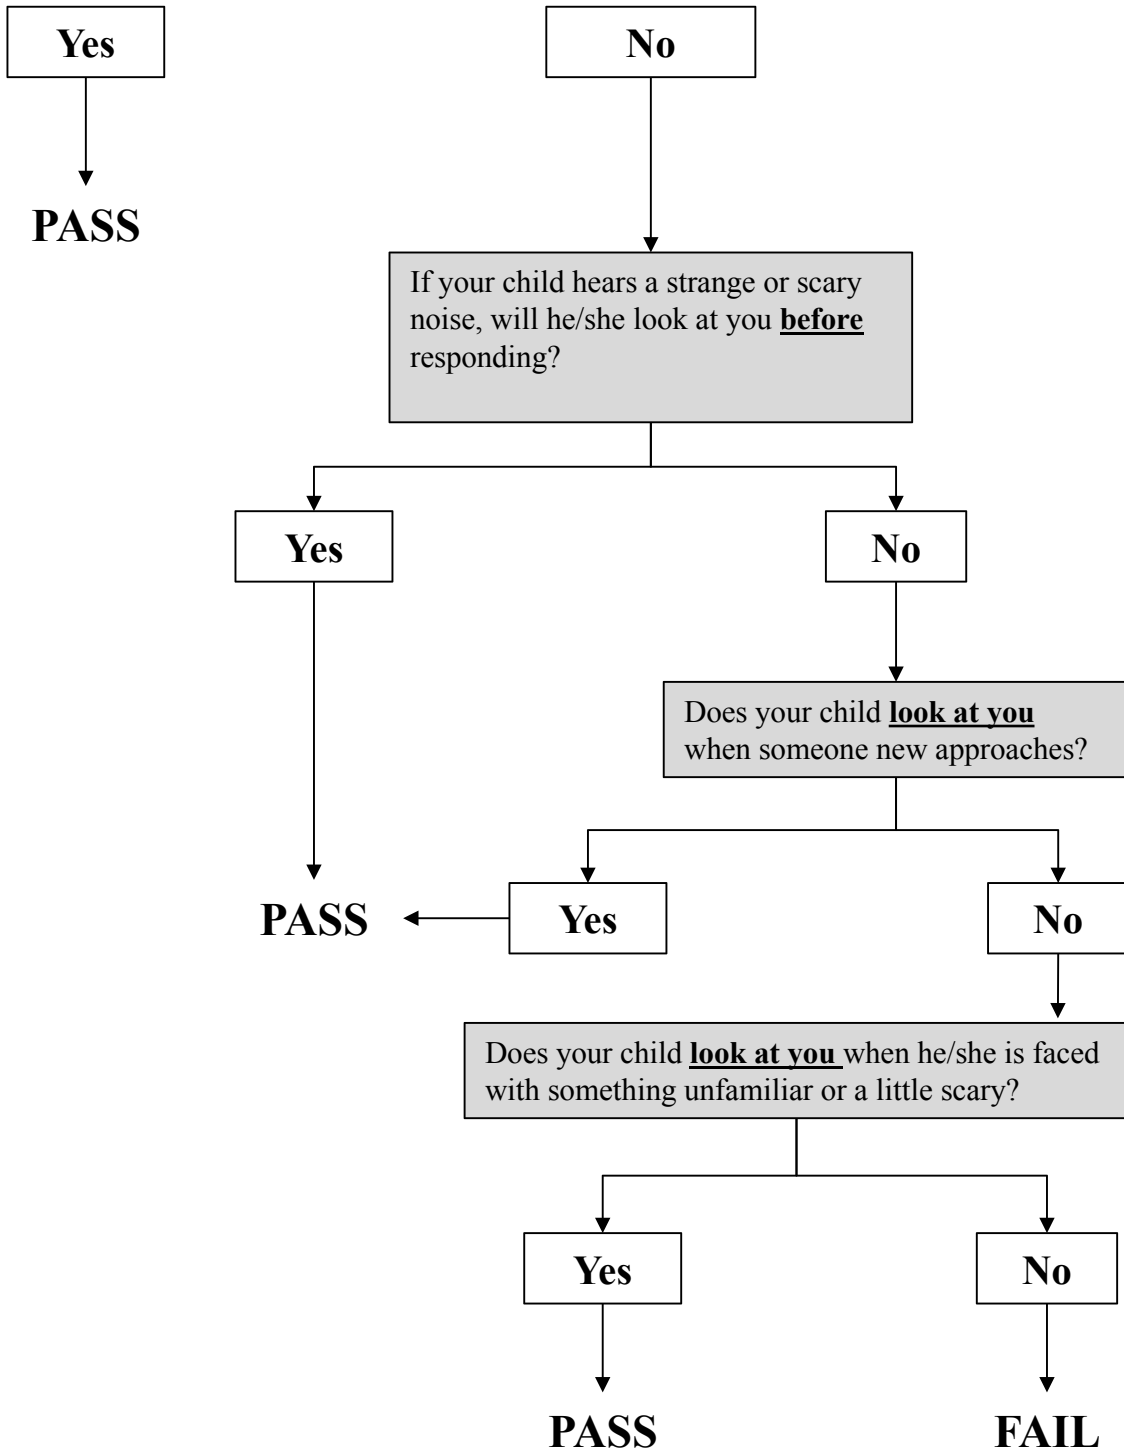 Yes
No
PASS
If your child hears a strange or scary
noise, will he/she look at you before
responding?
Yes
No
Does your child look at you
when someone new approaches?
PASS
Yes
No
Does your child look at you when he/she is faced
with something unfamiliar or a little scary?
Yes
No
PASS
FAIL